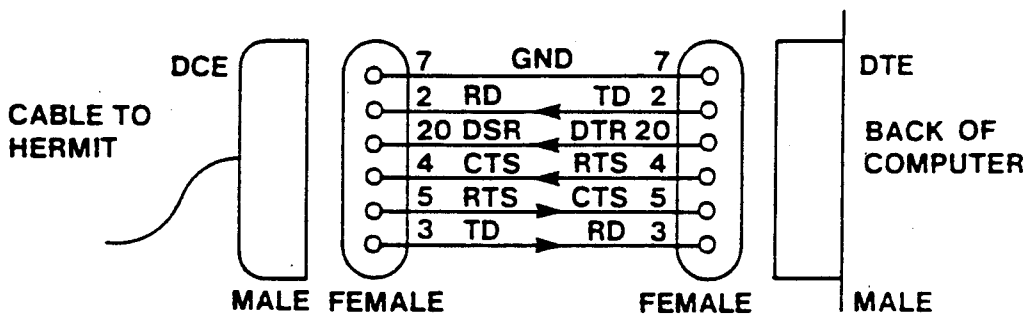 DCE
CABLE TO
HERMIT
MALE
FEMALE
7 GND 7
2 RD TD 2
20 DSR DTR 20
4 CTS RTS 4
5 RTS CTS 5
3 TD RD 3
FEMALE
DTE
BACK OF
COMPUTER
MALE